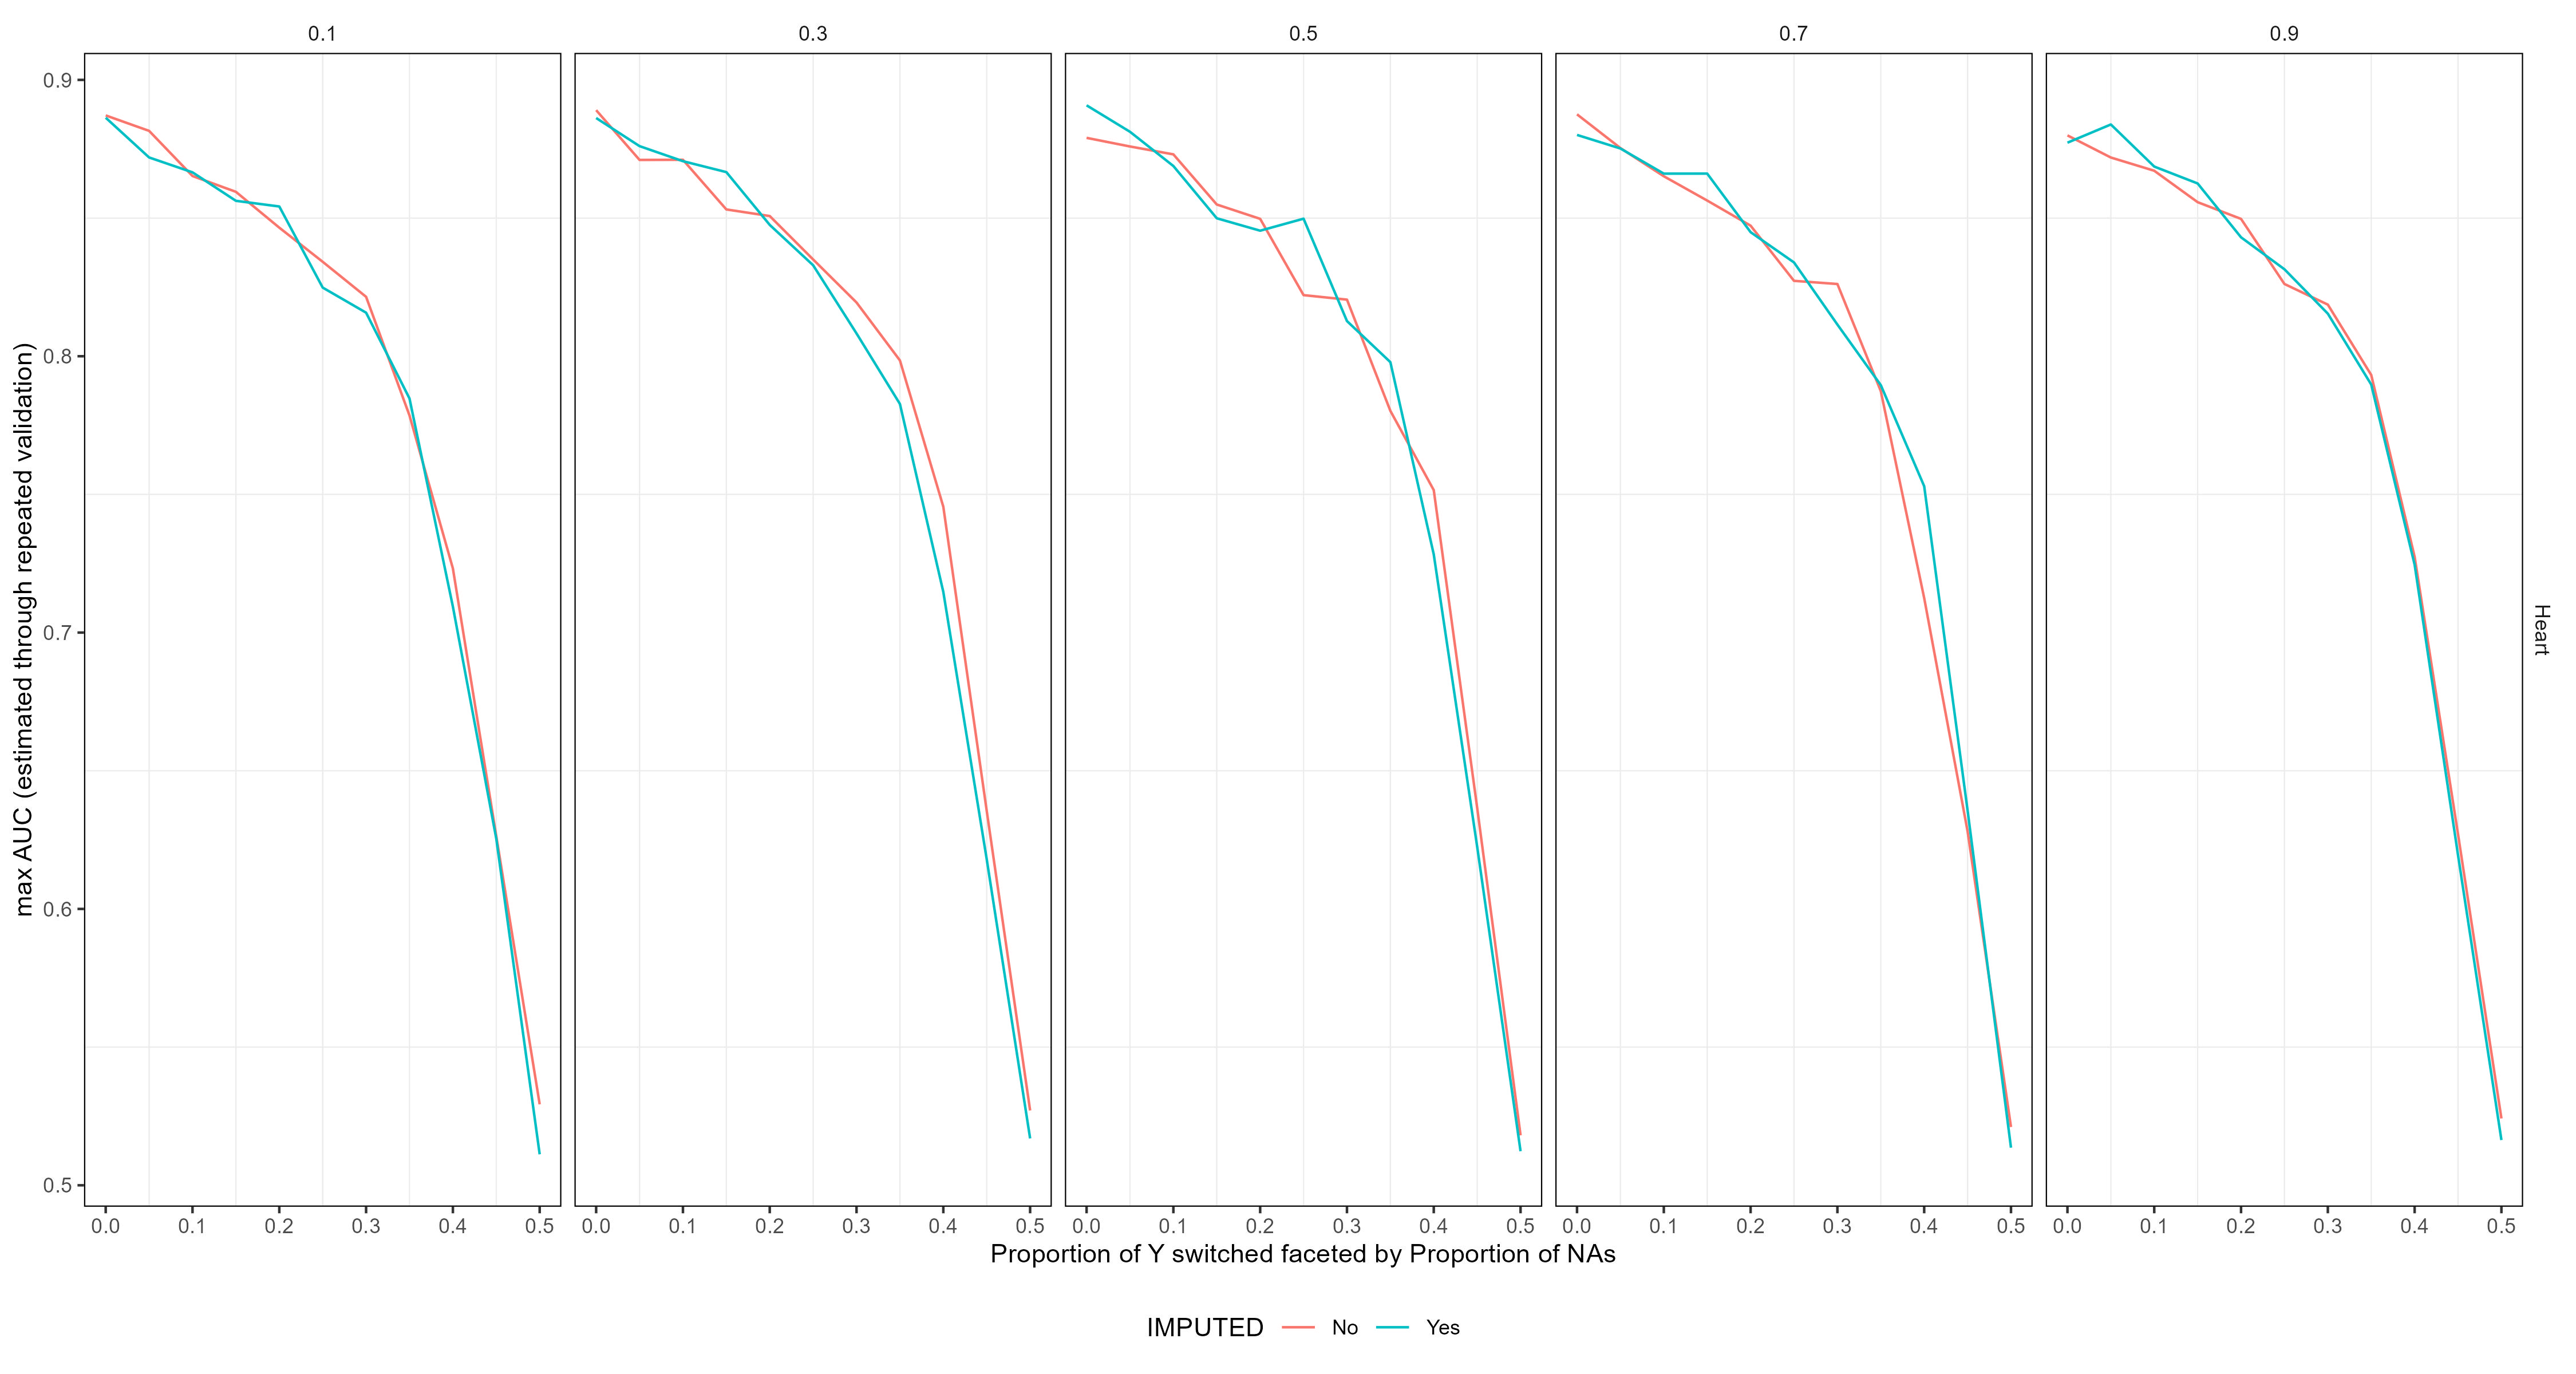 0.1 0.3 0.5 0.7 0.9
0.9
0.8
0.7
0.6
0.5
max AUC (estimated through repeated validation)
Heart
0.0 0.1 0.2 0.3 0.4 0.5 0.0 0.1 0.2 0.3 0.4 0.5 0.0 0.1 0.2 0.3 0.4 0.5 0.0 0.1 0.2 0.3 0.4 0.5 0.0 0.1 0.2 0.3 0.4 0.5
Proportion of Y switched faceted by Proportion of NAs
IMPUTED No Yes